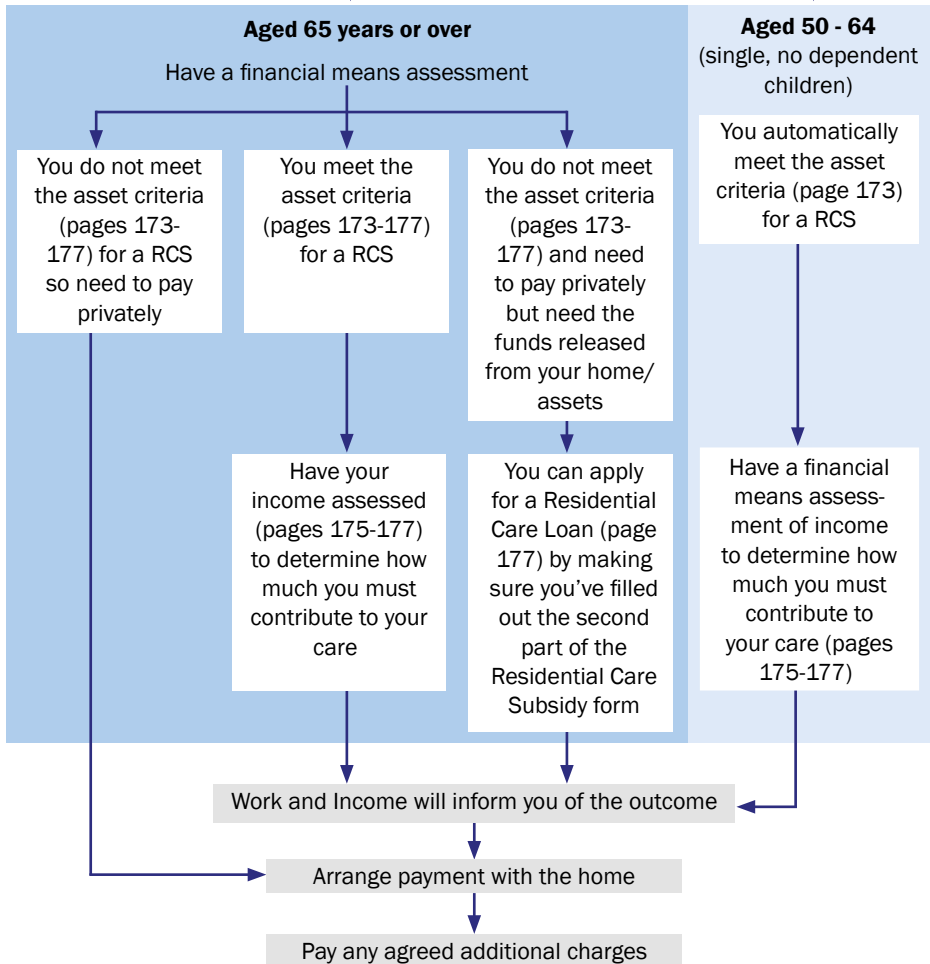 Aged 65 years or over
Have a financial means assessment
You do not meet
the asset criteria
(pages 173-
177) for a RCS
so need to pay
privately
You meet the
asset criteria
(pages 173-177)
for a RCS
You do not meet
the asset criteria
(pages 173-
177) and need
to pay privately
but need the
funds released
from your home/
assets
Have your
income assessed
(pages 175-177)
to determine how
much you must
contribute to your
care
You can apply
for a Residential
Care Loan (page
177) by making
sure you’ve filled
out the second
part of the
Residential Care
Subsidy form
Aged 50 - 64
(single, no dependent
children)
You automatically
meet the asset
criteria (page 173)
for a RCS
Have a financial
means assess-
ment of income
to determine how
much you must
contribute to
your care (pages
175-177)
Work and Income will inform you of the outcome
Arrange payment with the home
Pay any agreed additional charges